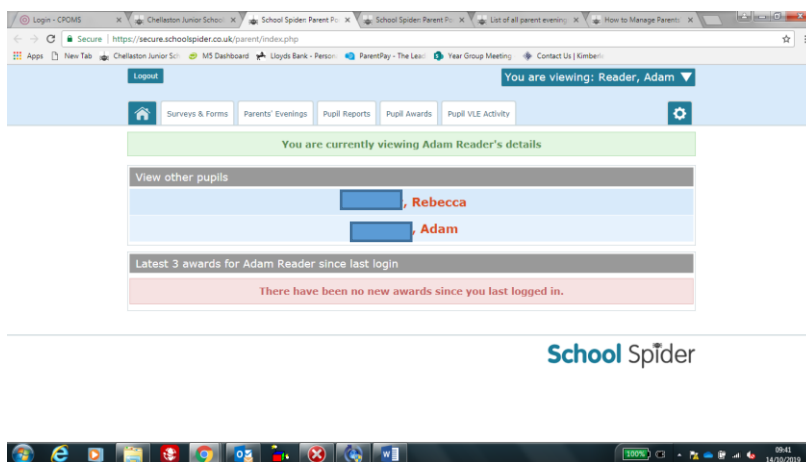 Login - CPOMS
Chellaston Junior School
School Spider: Parent Po
School Spider: Parent Po
List of all parent evening
How to Manage Parents
Secure | https://secure.schoolspider.co.uk/parent/index.php
Apps New Tab Chellaston Junior Sch M5 Dashboard Lloyds Bank - Person ParentPay - The Lead Year Group Meeting Contact Us | Kimberl
Logout
You are viewing: Reader, Adam ▼
Surveys & Forms Parents' Evenings Pupil Reports Pupil Awards Pupil VLE Activity
You are currently viewing Adam Reader's details
View other pupils
, Rebecca
, Adam
Latest 3 awards for Adam Reader since last login
There have been no new awards since you last logged in.
School Spider
100%
09:41
14/10/2019